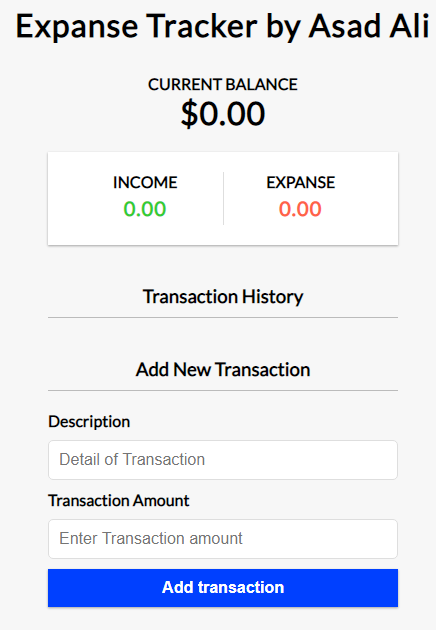 Expanse Tracker by Asad Ali
CURRENT BALANCE
$0.00
INCOME
0.00
EXPANSE
0.00
Transaction History
Add New Transaction
Description
Detail of Transaction
Transaction Amount
Enter Transaction amount
Add transaction